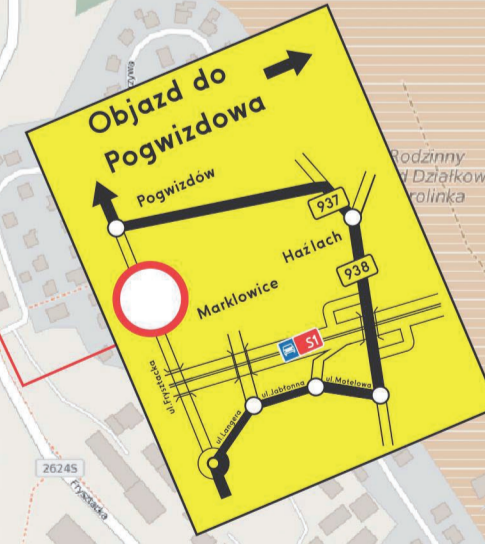 Objazd do
Pogwizdowa
Pogwizdów
937
Haźlach
938
Marklowice
S1
ul.Frysztacka
ul.Jabłonna
ul.Motelowa
ul.Langera
Rodzinny
d Działkow
rolinka
2624S
Frysztacka
zywa